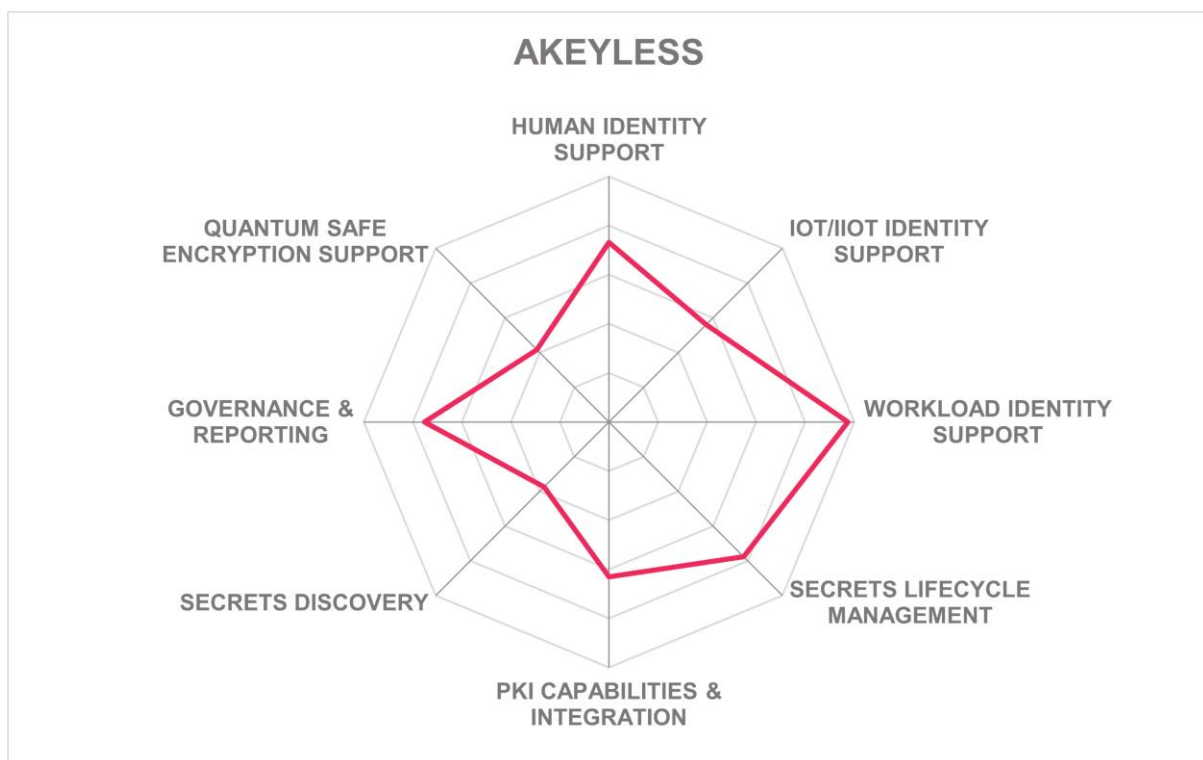 AKEYLESS
HUMAN IDENTITY
SUPPORT
QUANTUM SAFE
ENCRYPTION SUPPORT
IOT/IIOT IDENTITY
SUPPORT
GOVERNANCE &
REPORTING
WORKLOAD IDENTITY
SUPPORT
SECRETS DISCOVERY
SECRETS LIFECYCLE
MANAGEMENT
PKI CAPABILITIES &
INTEGRATION